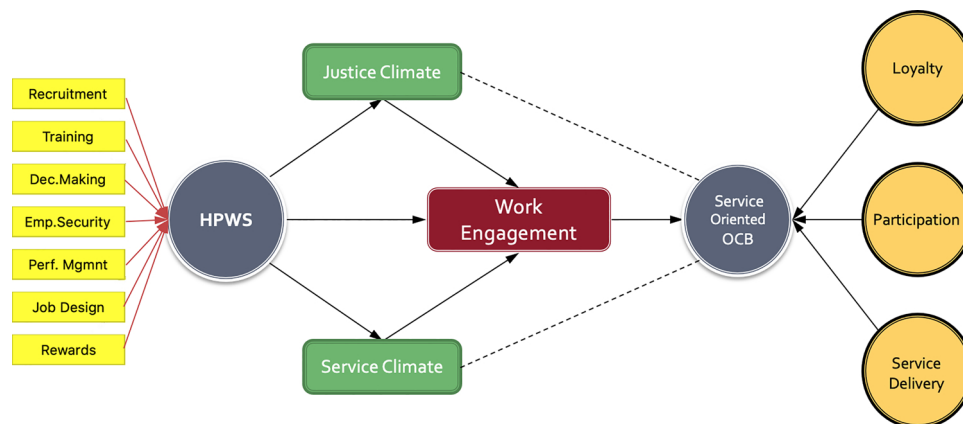 Recruitment
Training
Dec.Making
Emp.Security
Perf. Mgmnt
Job Design
Rewards
HPWS
Justice Climate
Work
Engagement
Service Climate
Service
Oriented
OCB
Loyalty
Participation
Service
Delivery